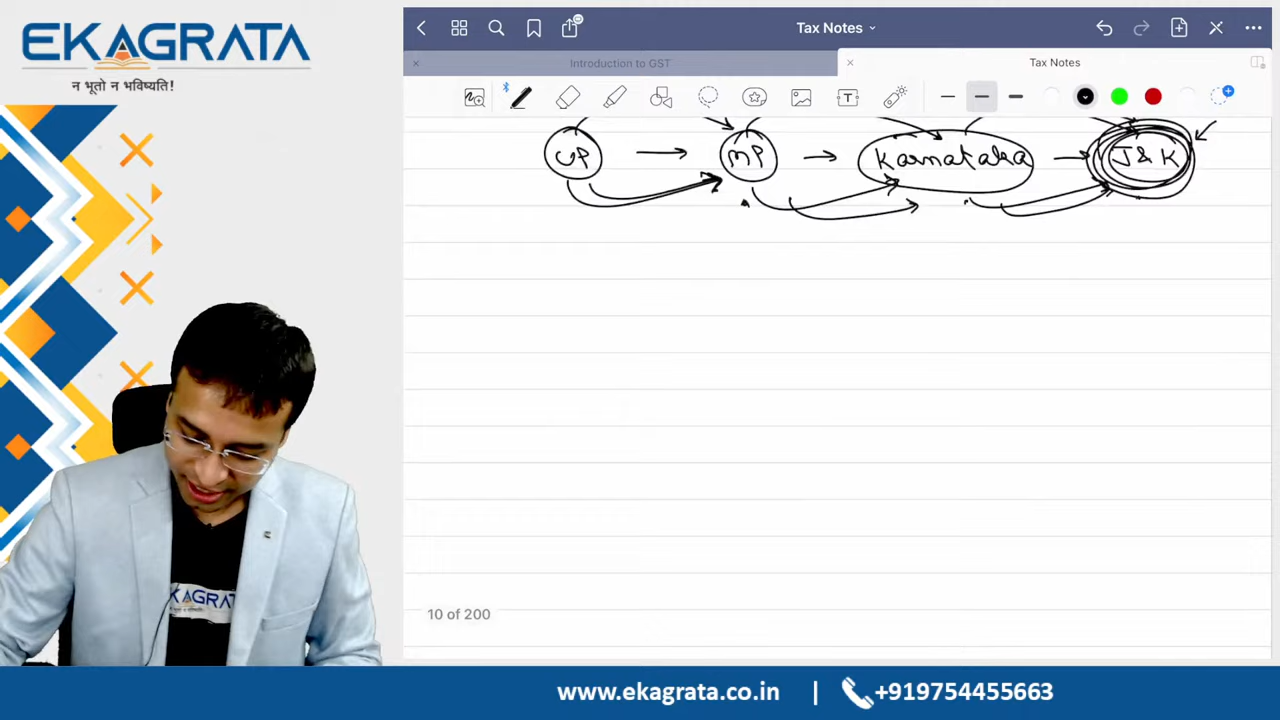 EKAGRATA
न भूतो न भविष्यति!
Tax Notes
Introduction to GST
Tax Notes
T
UP
MP
Karnataka
J & K
10 of 200
EKAGRATA
www.ekagrata.co.in | +919754455663